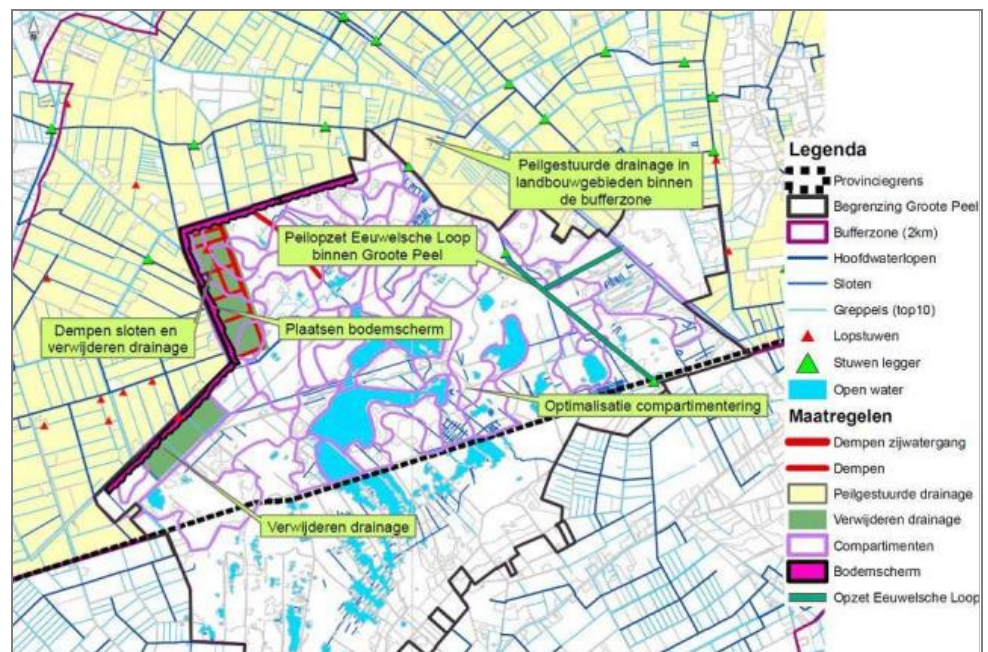 N
Peilgestuurde drainage in
landbouwgebieden binnen
de bufferzone
Peilopzet Eeuwelsche Loop
binnen Groote Peel
Dempen sloten en
verwijderen drainage
Plaatsen bodemscherm
Optimalisatie compartimentering
Verwijderen drainage
Legenda
Provinciegrens
Begrenzing Groote Peel
Bufferzone (2km)
Hoofdwaterlopen
Sloten
Greppels (top10)
Lopstuwen
Stuwen legger
Open water
Maatregelen
Dempen zijwatergang
Dempen
Peilgestuurde drainage
Verwijderen drainage
Compartimenten
Bodemscherm
Opzet Eeuwelsche Loop